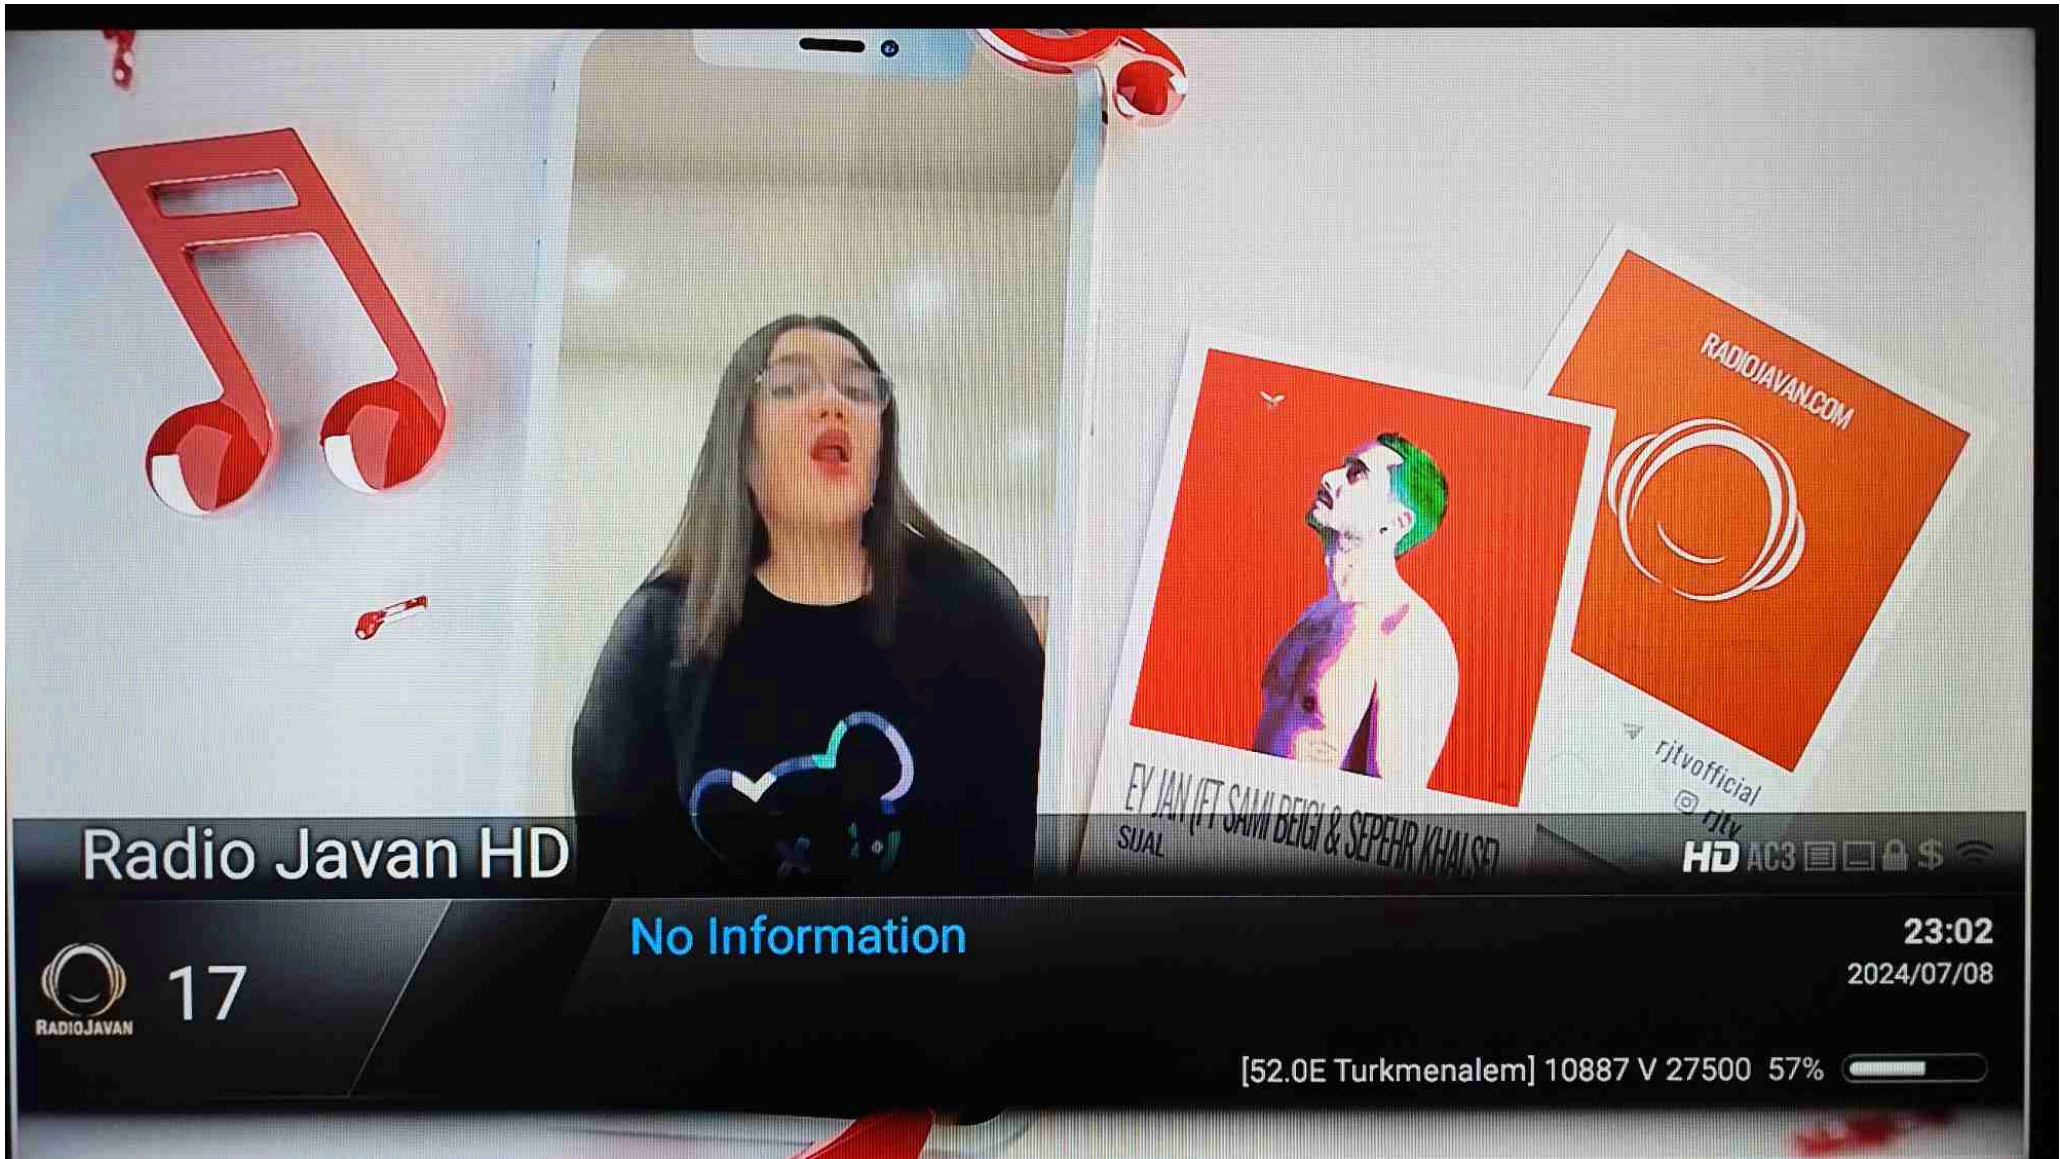 RADIOJAVAN.COM
rjtvofficial
rjtv
EY JAN (FT SAMI BEIGI & SEPEHR KHALSE)
SIJAL
Radio Javan HD
HD AC3 $
No Information
23:02
17
2024/07/08
RADIOJAVAN
[52.0E Turkmenalem] 10887 V 27500 57%